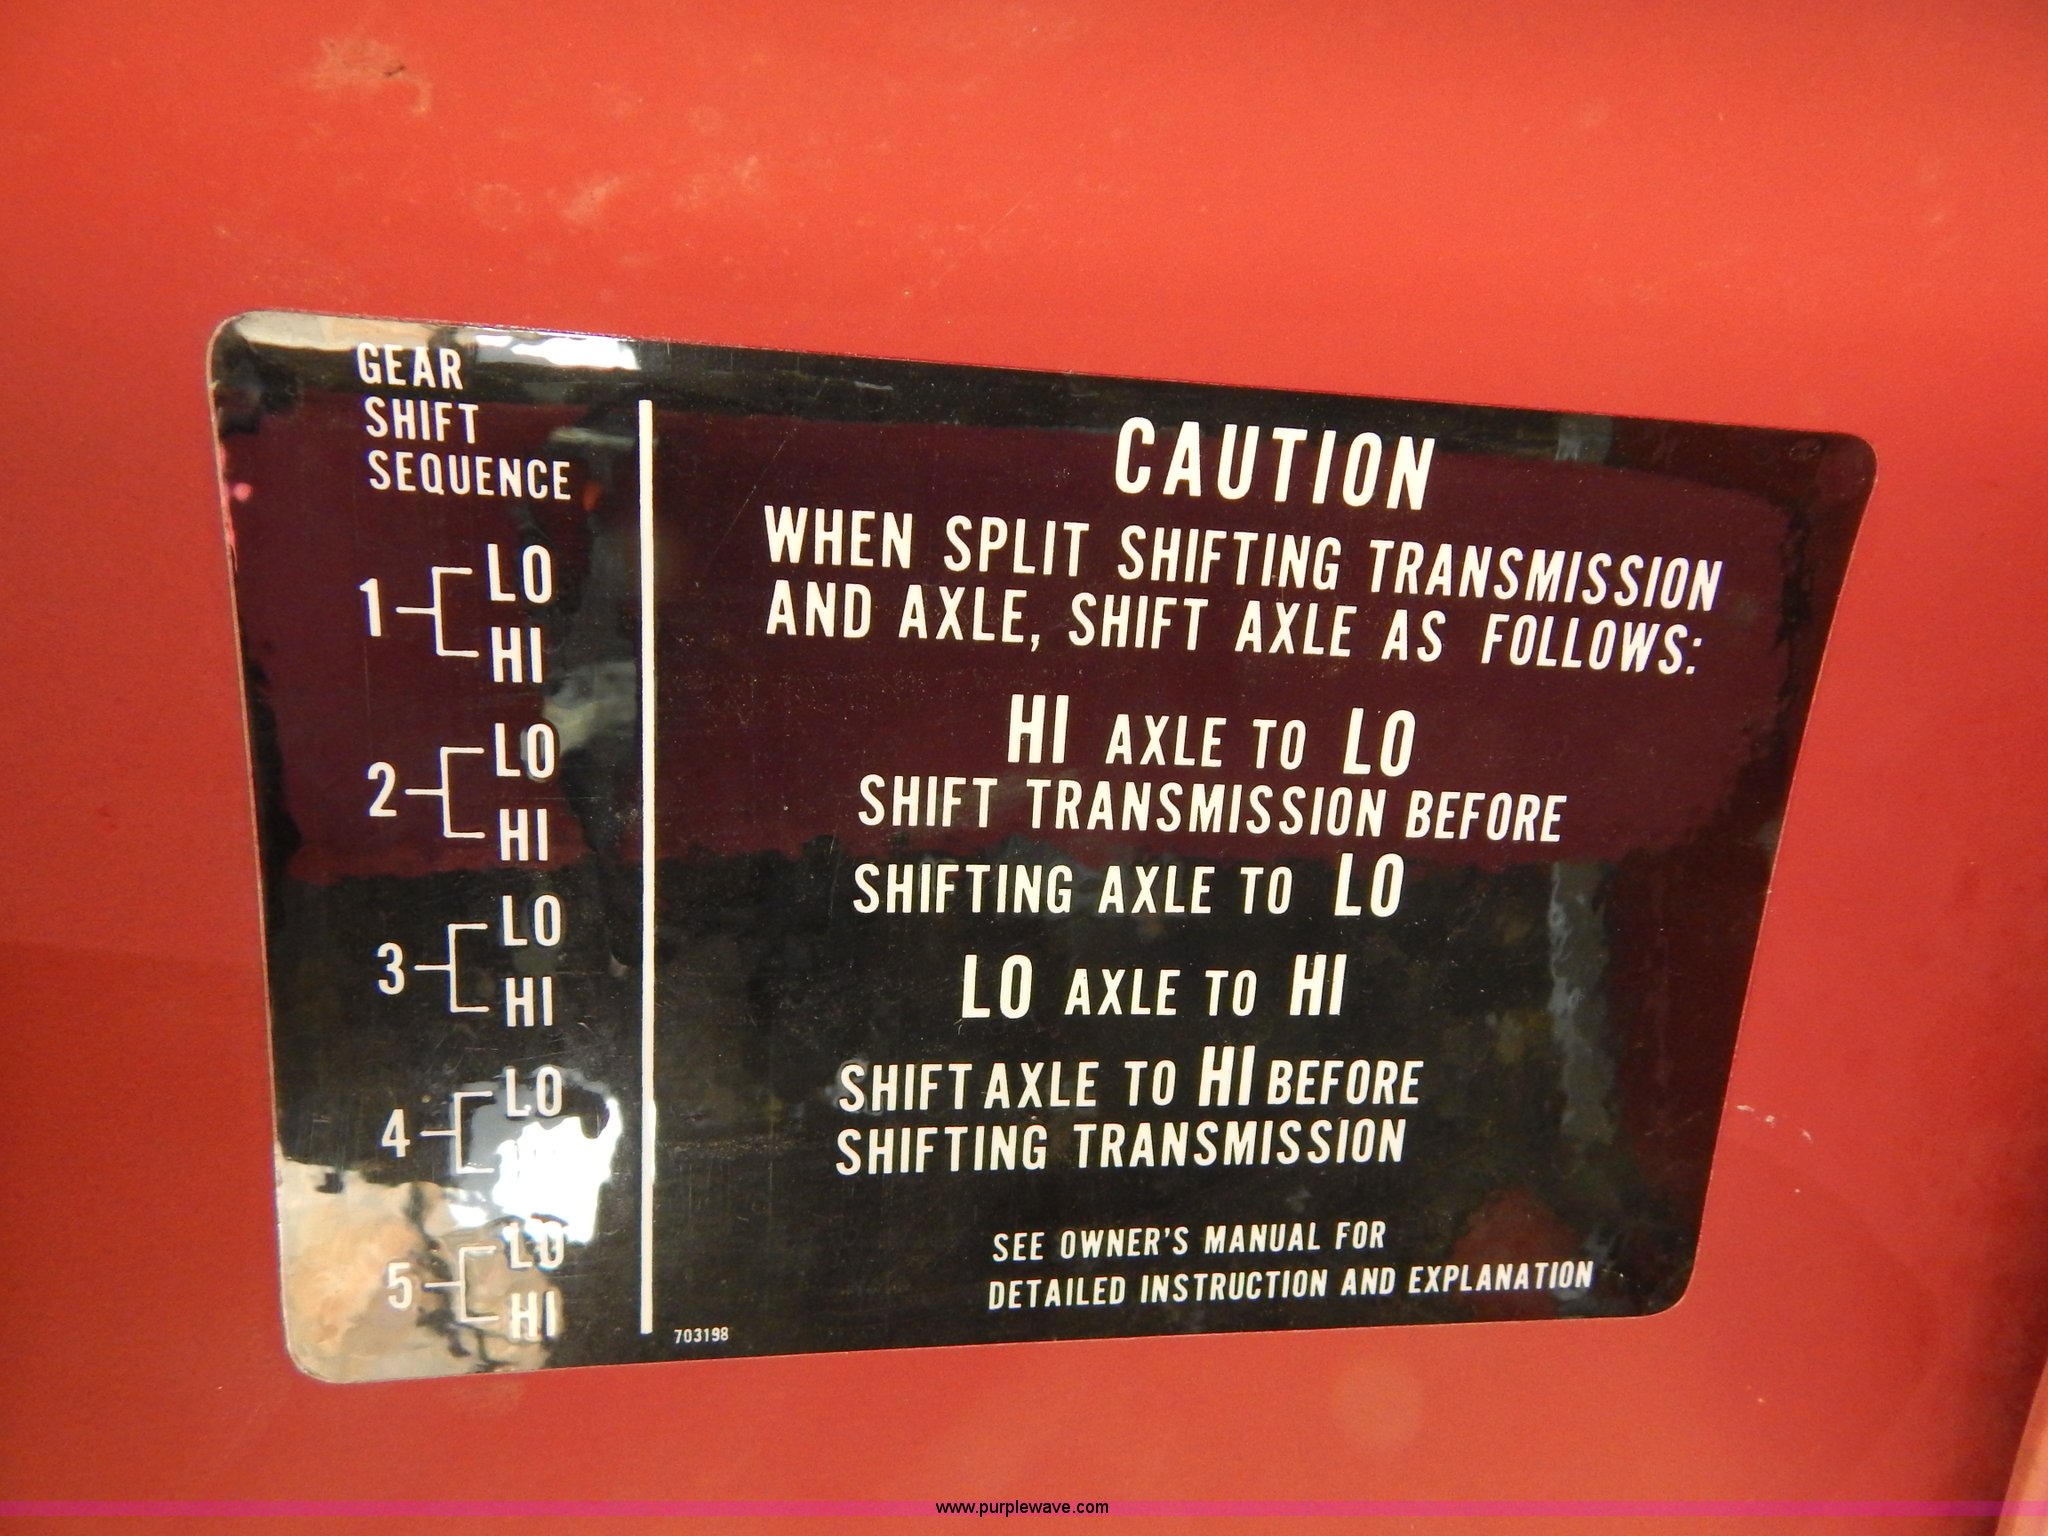 GEAR
SHIFT
SEQUENCE
1 LO
HI
2 LO
HI
3 LO
HI
4 LO
5 LO
HI
CAUTION
WHEN SPLIT SHIFTING TRANSMISSION
AND AXLE, SHIFT AXLE AS FOLLOWS:
HI AXLE TO LO
SHIFT TRANSMISSION BEFORE
SHIFTING AXLE TO LO
LO AXLE TO HI
SHIFT AXLE TO HI BEFORE
SHIFTING TRANSMISSION
SEE OWNER'S MANUAL FOR
DETAILED INSTRUCTION AND EXPLANATION
703198
www.purplewave.com